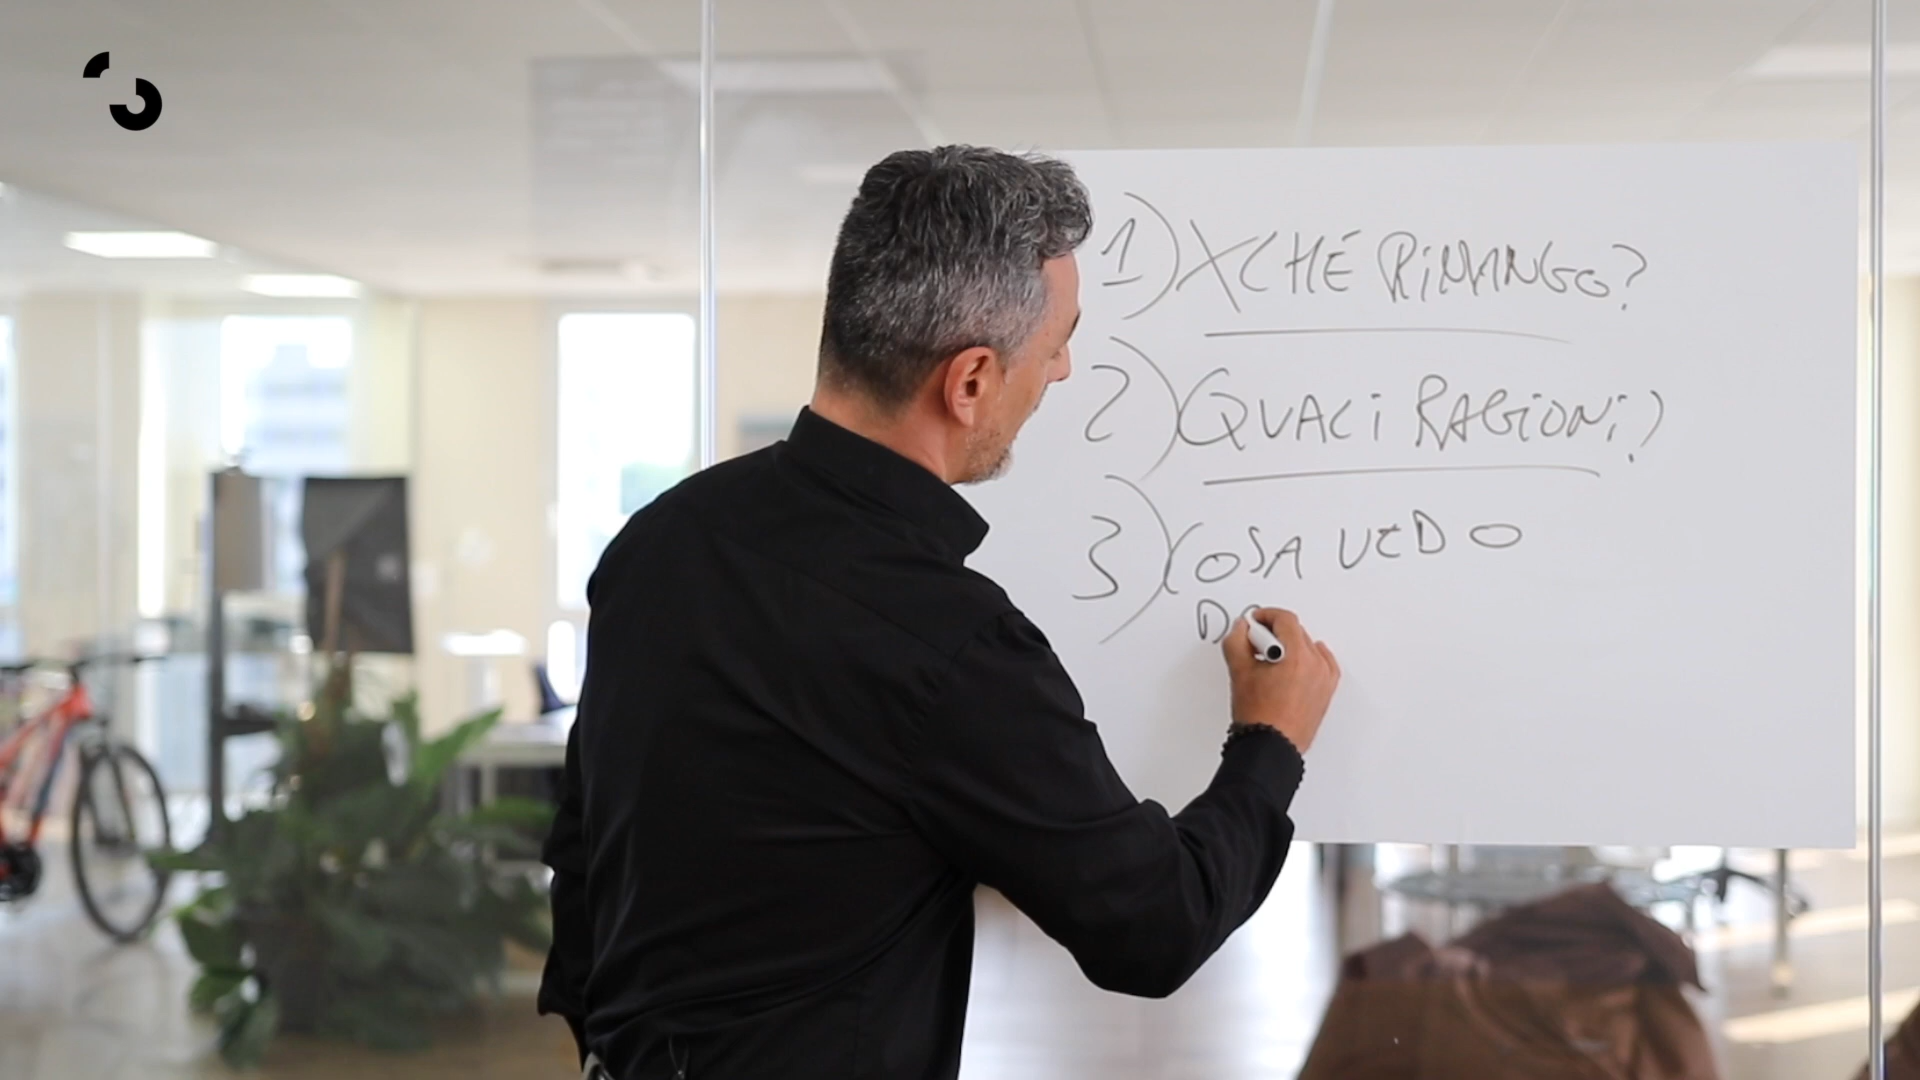 1) XCHÉ RIMANGO?
2) QUALI RAGIONI?
3) COSA VEDO